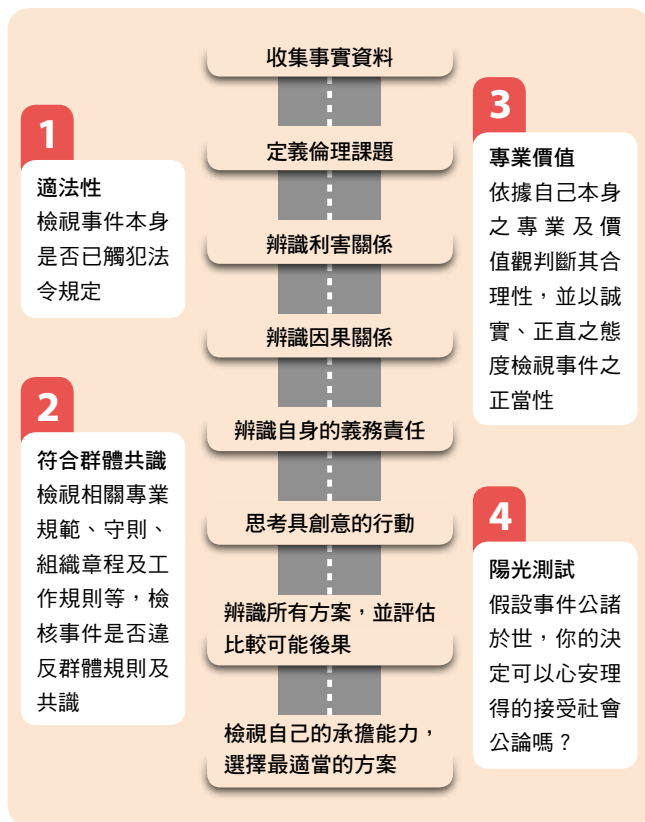 收集事實資料
定義倫理課題
辨識利害關係
辨識因果關係
辨識自身的義務責任
思考具創意的行動
辨識所有方案，並評估
比較可能後果
檢視自己的承擔能力，
選擇最適當的方案
1
適法性
檢視事件本身
是否已觸犯法
令規定
2
符合群體共識
檢視相關專業
規範、守則、
組織章程及工
作規則等，檢
核事件是否違
反群體規則及
共識
3
專業價值
依據自己本身
之專業及價
值觀判斷其合
理性，並以誠
實、正直之態
度檢視事件之
正當性
4
陽光測試
假設事件公諸
於世，你的決
定可以心安理
得的接受社會
公論嗎？